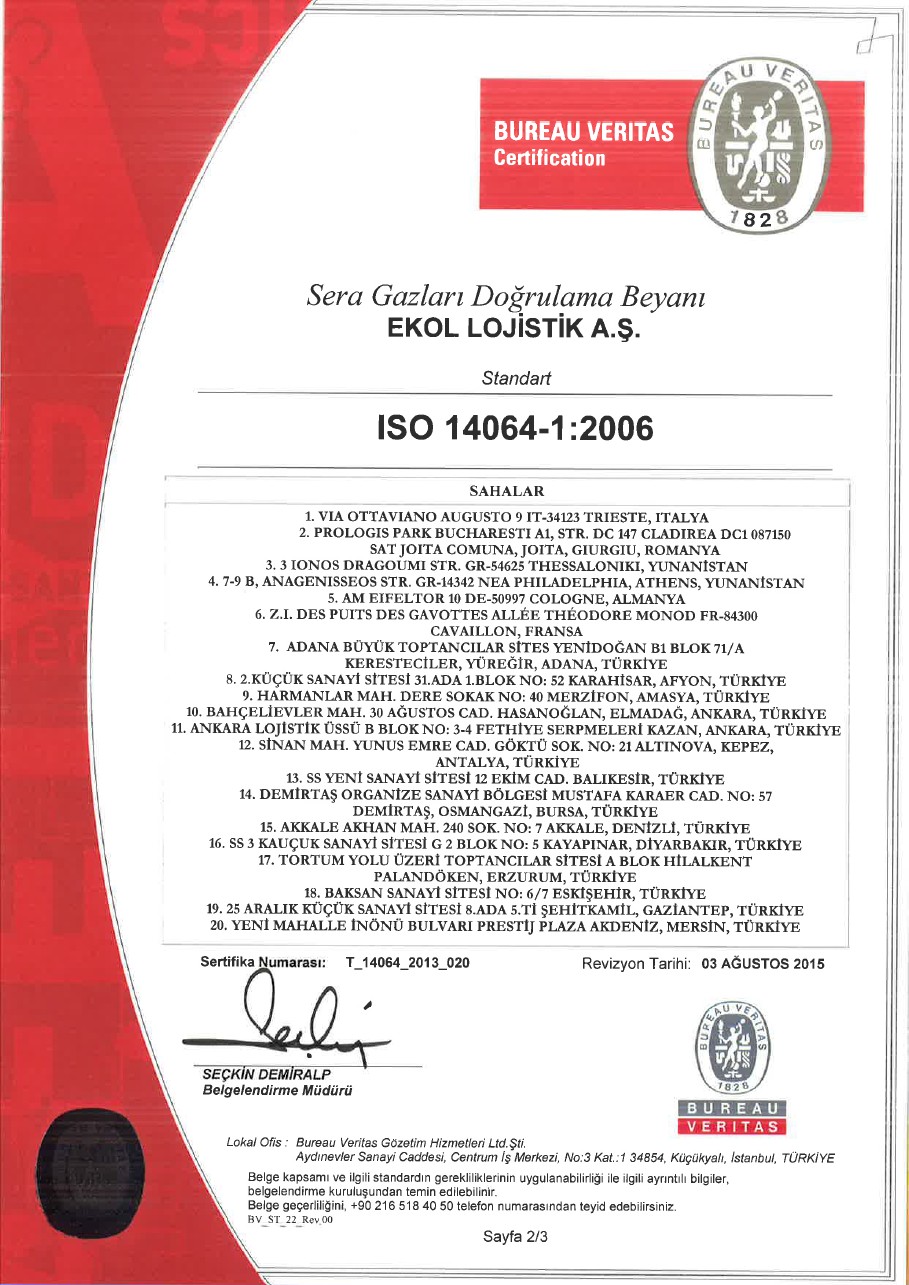 BUREAU VERITAS
Certification
BUREAU VERITAS
1828
Sera Gazları Doğrulama Beyanı
EKOL LOJİSTİK A.Ş.
Standart
ISO 14064-1:2006
SAHALAR
1. VIA OTTAVIANO AUGUSTO 9 IT-34123 TRIESTE, ITALYA
2. PROLOGIS PARK BUCHARESTI A1, STR. DC 147 CLADIREA DC1 087150
SAT JOITA COMUNA, JOITA, GIURGIU, ROMANYA
3. 3 IONOS DRAGOUMI STR. GR-54625 THESSALONIKI, YUNANİSTAN
4. 7-9 B, ANAGENISSEOS STR. GR-14342 NEA PHILADELPHIA, ATHENS, YUNANİSTAN
5. AM EIFELTOR 10 DE-50997 COLOGNE, ALMANYA
6. Z.I. DES PUITS DES GAVOTTES ALLÉE THÉODORE MONOD FR-84300
CAVAILLON, FRANSA
7. ADANA BÜYÜK TOPTANCILAR SİTES YENİDOĞAN B1 BLOK 71/A
KERESTECİLER, YÜREĞİR, ADANA, TÜRKİYE
8. 2.KÜÇÜK SANAYİ SİTESİ 31.ADA 1.BLOK NO: 52 KARAHİSAR, AFYON, TÜRKİYE
9. HARMANLAR MAH. DERE SOKAK NO: 40 MERZİFON, AMASYA, TÜRKİYE
10. BAHÇELİEVLER MAH. 30 AĞUSTOS CAD. HASANOĞLAN, ELMADAĞ, ANKARA, TÜRKİYE
11. ANKARA LOJİSTİK ÜSSÜ B BLOK NO: 3-4 FETHİYE SERPMELERİ KAZAN, ANKARA, TÜRKİYE
12. SİNAN MAH. YUNUS EMRE CAD. GÖKTÜ SOK. NO: 21 ALTINOVA, KEPEZ,
ANTALYA, TÜRKİYE
13. SS YENİ SANAYİ SİTESİ 12 EKİM CAD. BALIKESİR, TÜRKİYE
14. DEMİRTAŞ ORGANİZE SANAYİ BÖLGESİ MUSTAFA KARAER CAD. NO: 57
DEMİRTAŞ, OSMANGAZİ, BURSA, TÜRKİYE
15. AKKALE AKHAN MAH. 240 SOK. NO: 7 AKKALE, DENİZLİ, TÜRKİYE
16. SS 3 KAUÇUK SANAYİ SİTESİ G 2 BLOK NO: 5 KAYAPINAR, DİYARBAKIR, TÜRKİYE
17. TORTUM YOLU ÜZERİ TOPTANCILAR SİTESİ A BLOK HİLALKENT
PALANDÖKEN, ERZURUM, TÜRKİYE
18. BAKSAN SANAYİ SİTESİ NO: 6/7 ESKİŞEHİR, TÜRKİYE
19. 25 ARALIK KÜÇÜK SANAYİ SİTESİ 8.ADA 5.Tİ ŞEHİTKAMİL, GAZİANTEP, TÜRKİYE
20. YENİ MAHALLE İNÖNÜ BULVARI PRESTİJ PLAZA AKDENİZ, MERSİN, TÜRKİYE
Sertifika Numarası: T_14064_2013_020 Revizyon Tarihi: 03 AĞUSTOS 2015
SEÇKİN DEMİRALP
Belgelendirme Müdürü
BUREAU VERITAS
1828
BUREAU
VERITAS
Lokal Ofis : Bureau Veritas Gözetim Hizmetleri Ltd.Şti.
Aydınevler Sanayi Caddesi, Centrum İş Merkezi, No:3 Kat.:1 34854, Küçükyalı, İstanbul, TÜRKİYE
Belge kapsamı ve ilgili standardın gerekliliklerinin uygulanabilirliği ile ilgili ayrıntılı bilgiler,
belgelendirme kuruluşundan temin edilebilinir.
Belge geçerliliğini, +90 216 518 40 50 telefon numarasından teyid edebilirsiniz.
BV_ST_22_Rev.00
Sayfa 2/3